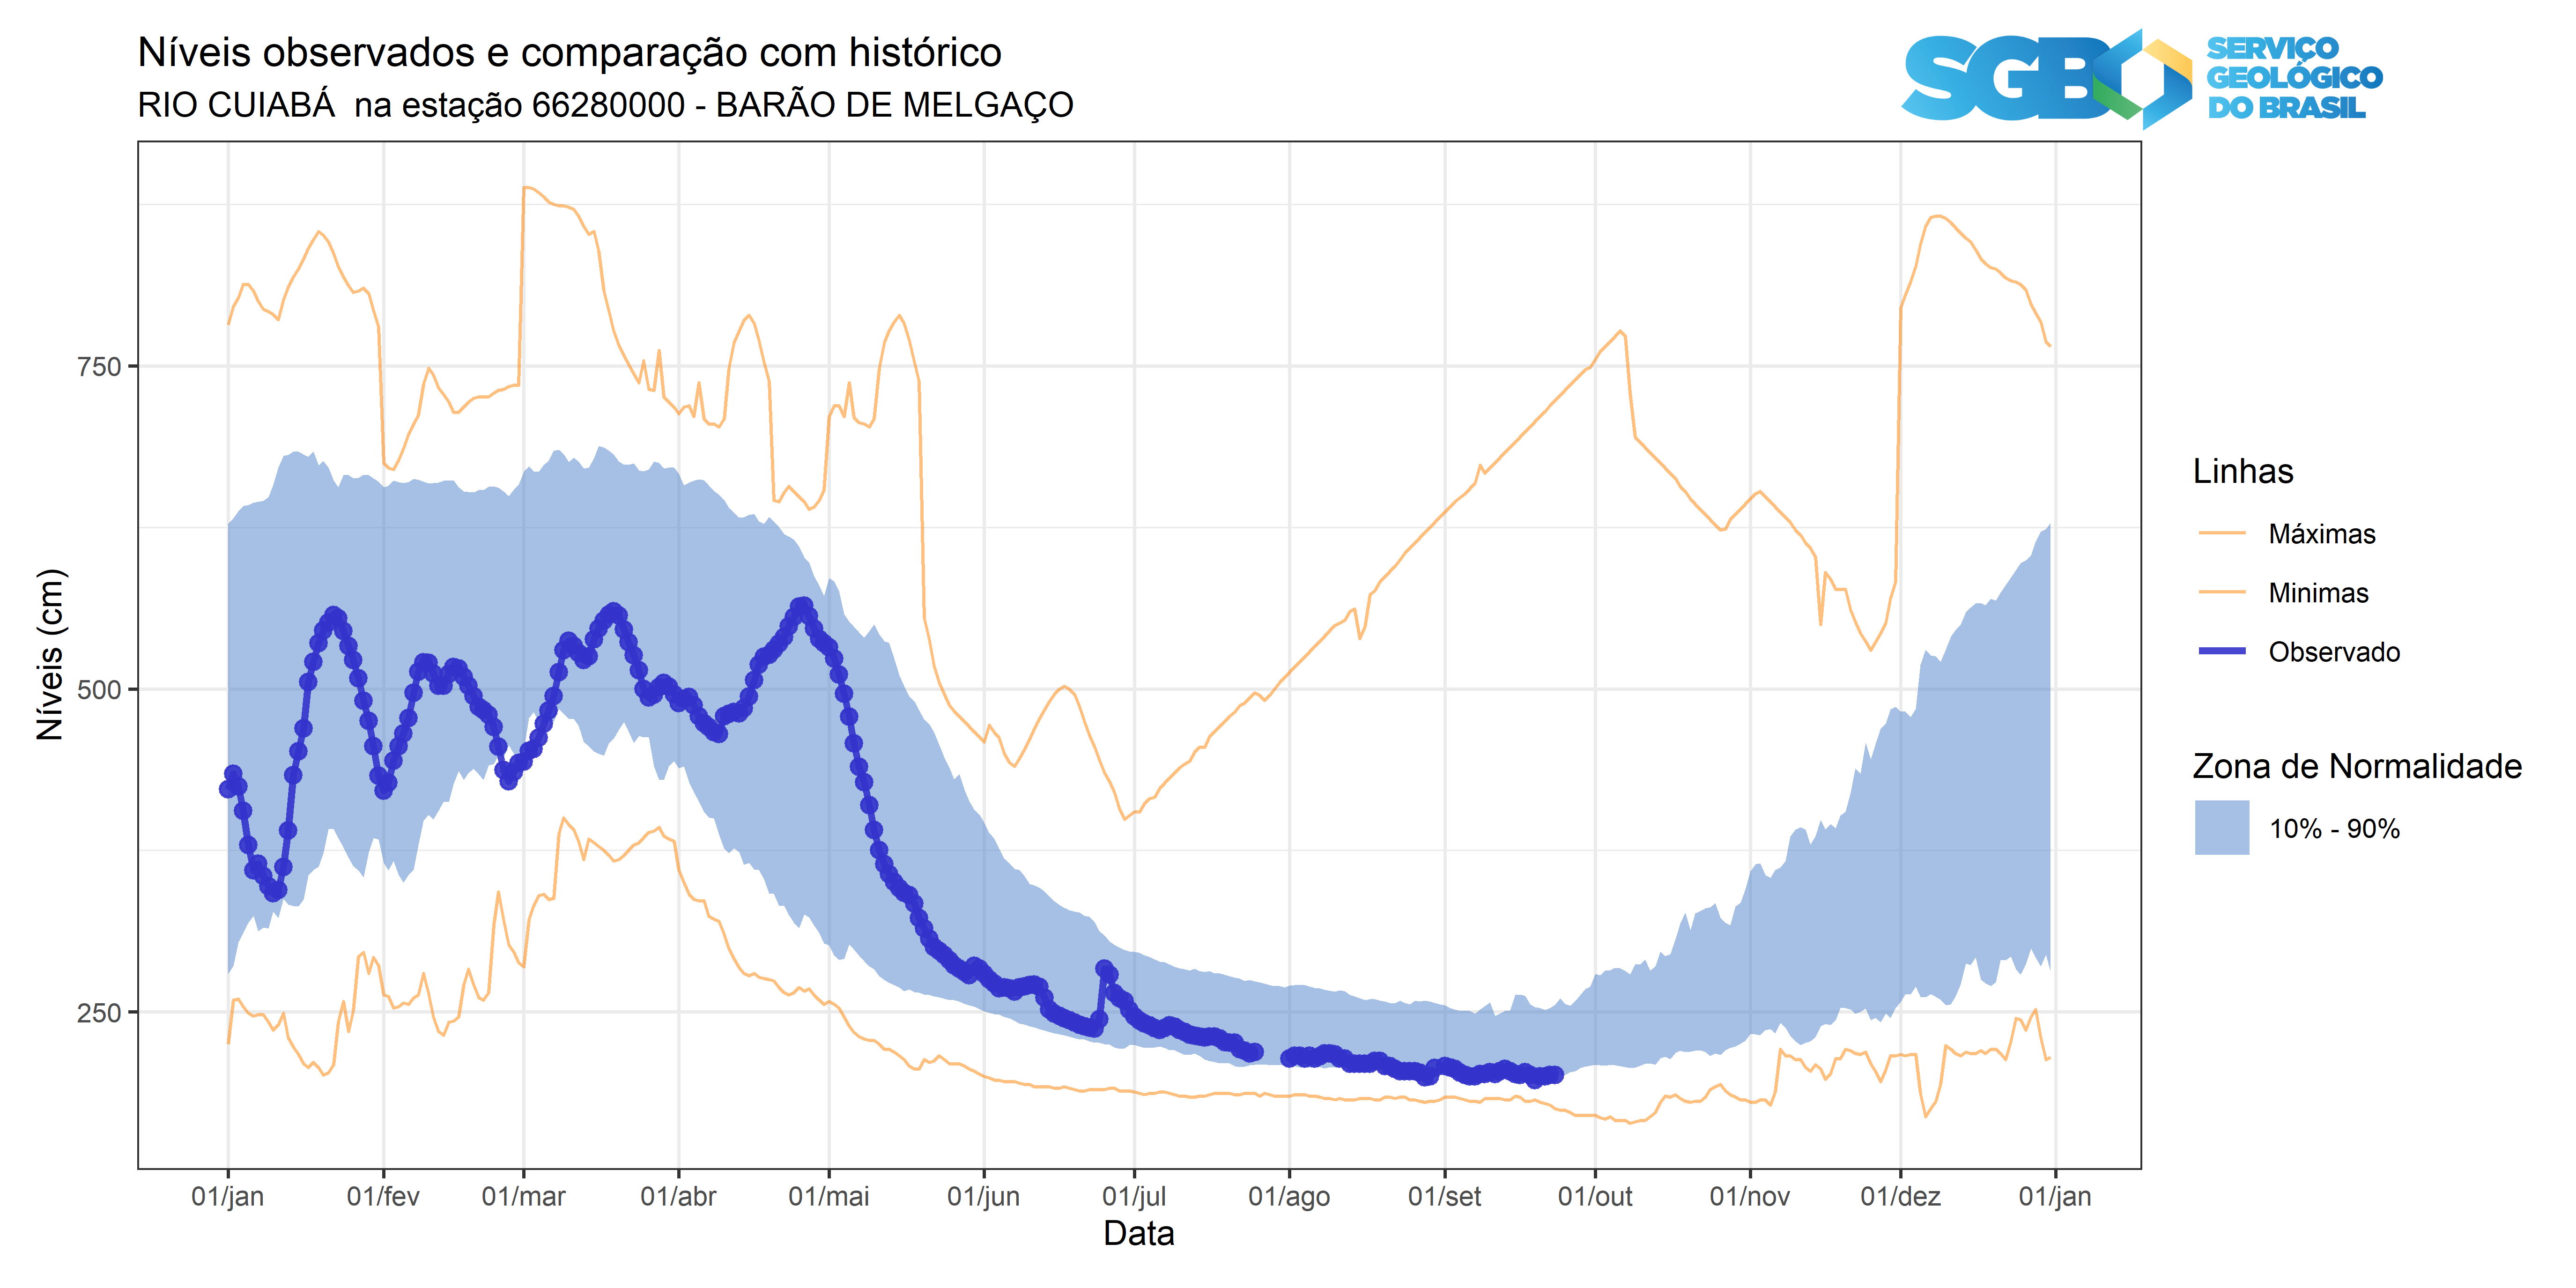 Níveis observados e comparação com histórico
RIO CUIABÁ  na estação 66280000 - BARÃO DE MELGAÇO
SGB
SERVIÇO
GEOLÓGICO
DO BRASIL
Níveis (cm)
750
500
250
01/jan
01/fev
01/mar
01/abr
01/mai
01/jun
01/jul
01/ago
01/set
01/out
01/nov
01/dez
01/jan
Data
Linhas
Máximas
Minimas
Observado
Zona de Normalidade
10% - 90%